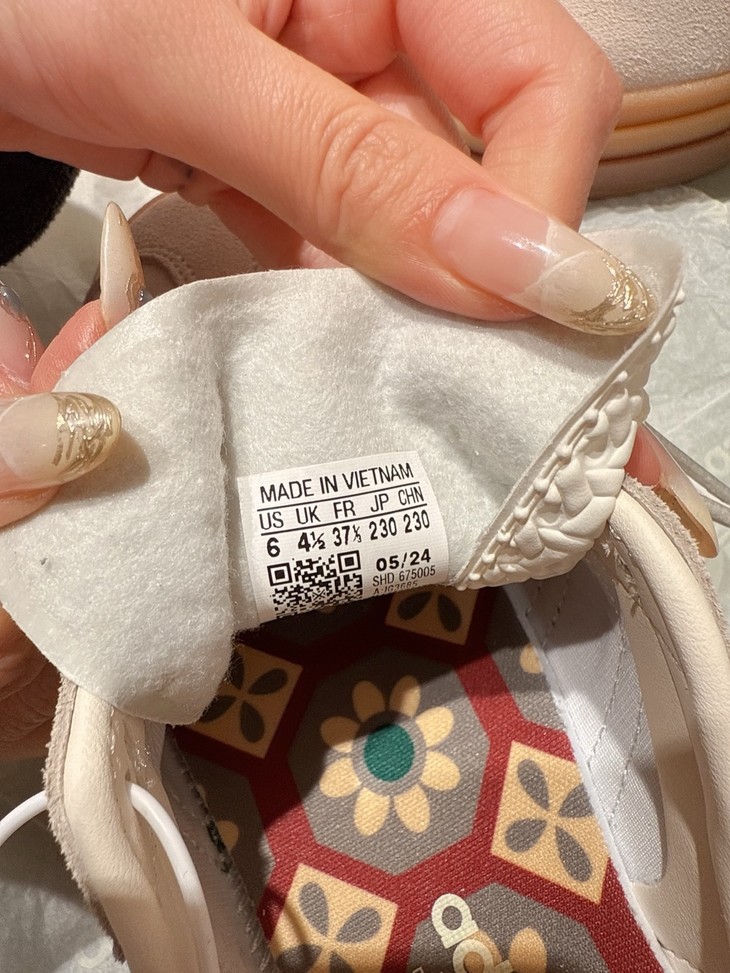 MADE IN VIETNAM
US UK FR JP CHN
6 4½ 37⅓ 230 230
05/24
SHD 675005